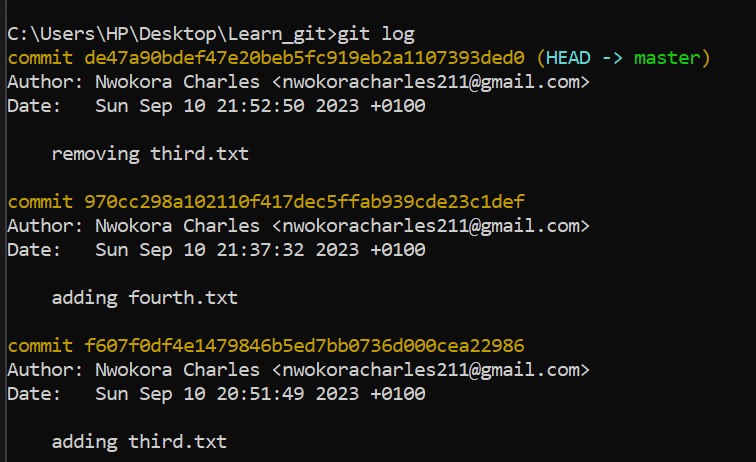 C:\Users\HP\Desktop\Learn_git>git log
commit de47a90bdef47e20beb5fc919eb2a1107393ded0 (HEAD -> master)
Author: Nwokora Charles <nwokoracharles211@gmail.com>
Date:   Sun Sep 10 21:52:50 2023 +0100
    removing third.txt
commit 970cc298a102110f417dec5ffab939cde23c1def
Author: Nwokora Charles <nwokoracharles211@gmail.com>
Date:   Sun Sep 10 21:37:32 2023 +0100
    adding fourth.txt
commit f607f0df4e1479846b5ed7bb0736d000cea22986
Author: Nwokora Charles <nwokoracharles211@gmail.com>
Date:   Sun Sep 10 20:51:49 2023 +0100
    adding third.txt